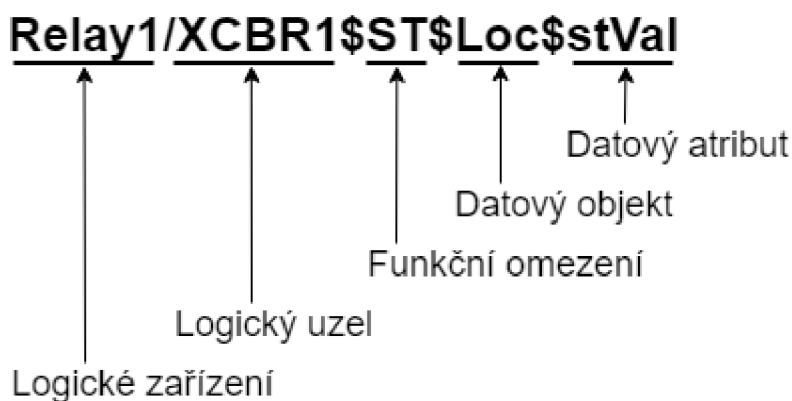 Relay1/XCBR1$ST$Loc$stVal
Datový atribut
Datový objekt
Funkční omezení
Logický uzel
Logické zařízení